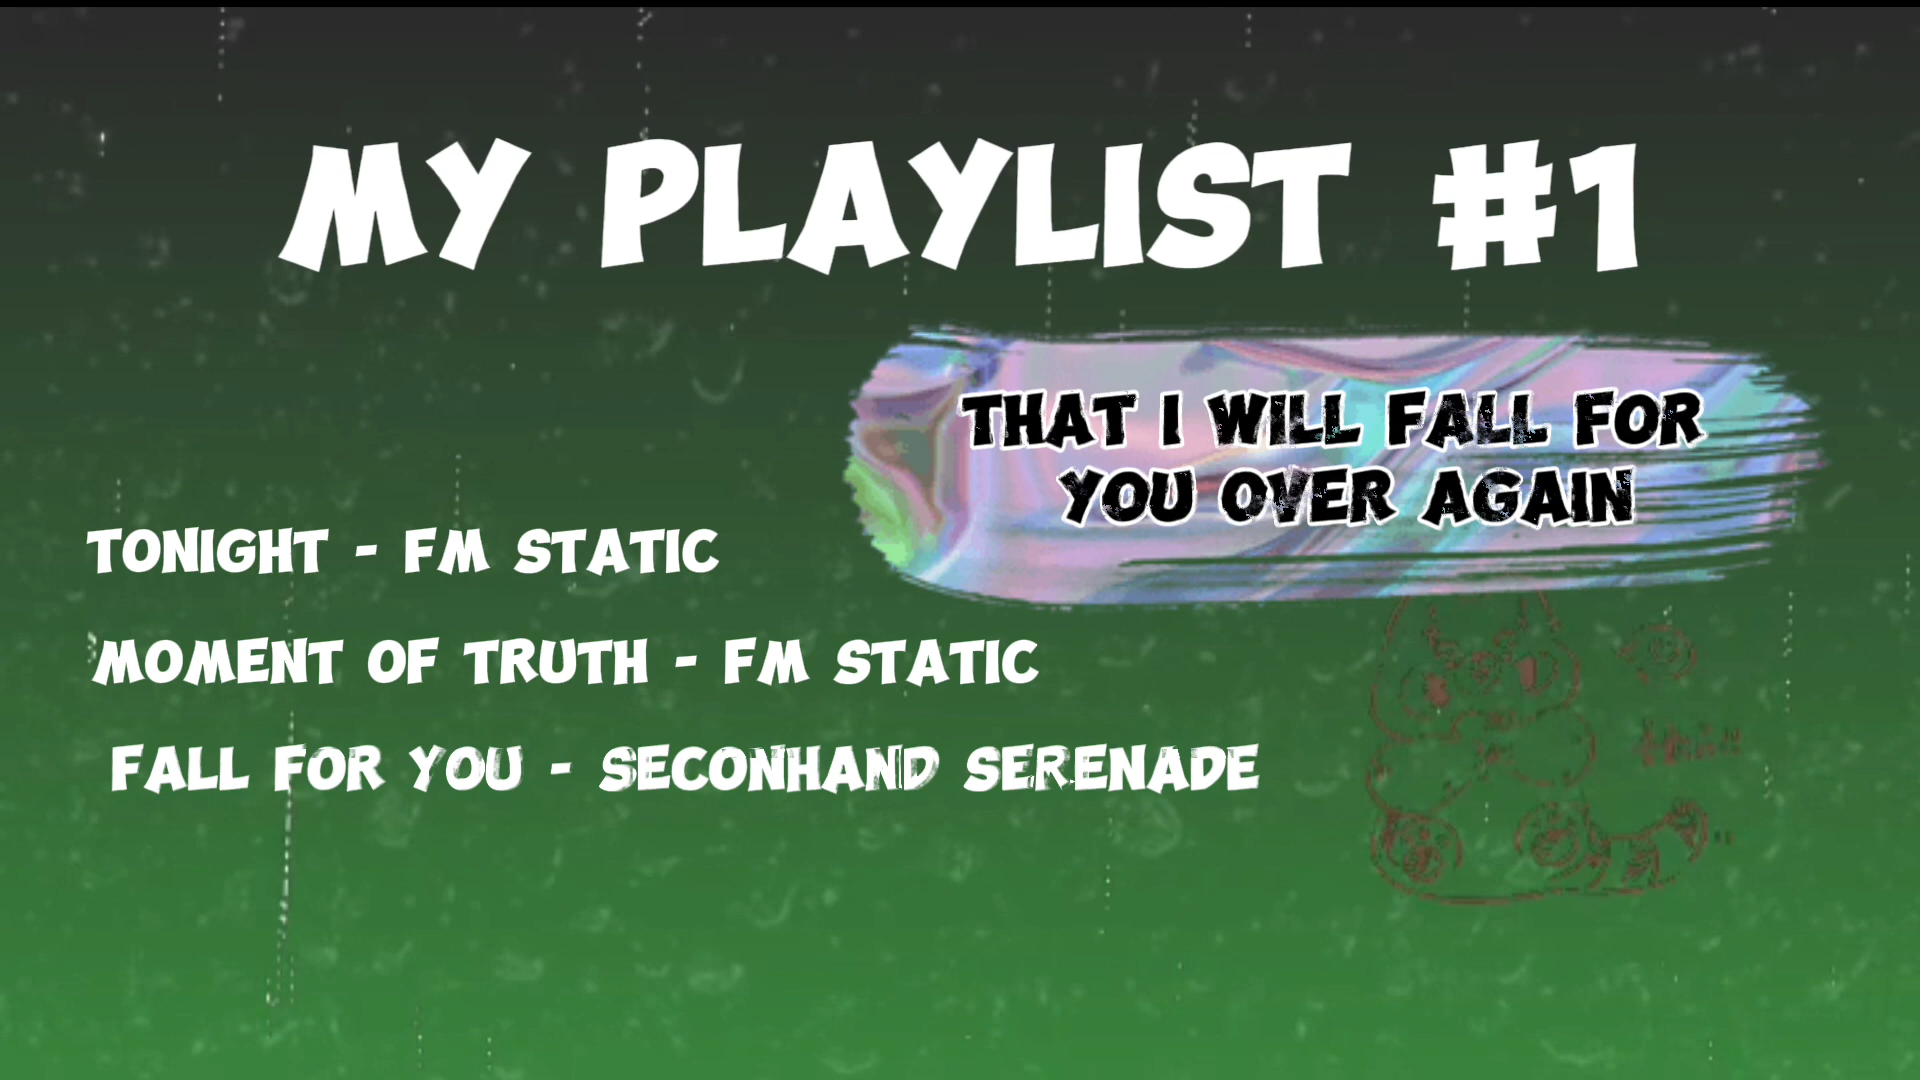 MY PLAYLIST #1
THAT I WILL FALL FOR
YOU OVER AGAIN
TONIGHT - FM STATIC
MOMENT OF TRUTH - FM STATIC
FALL FOR YOU - SECONHAND SERENADE